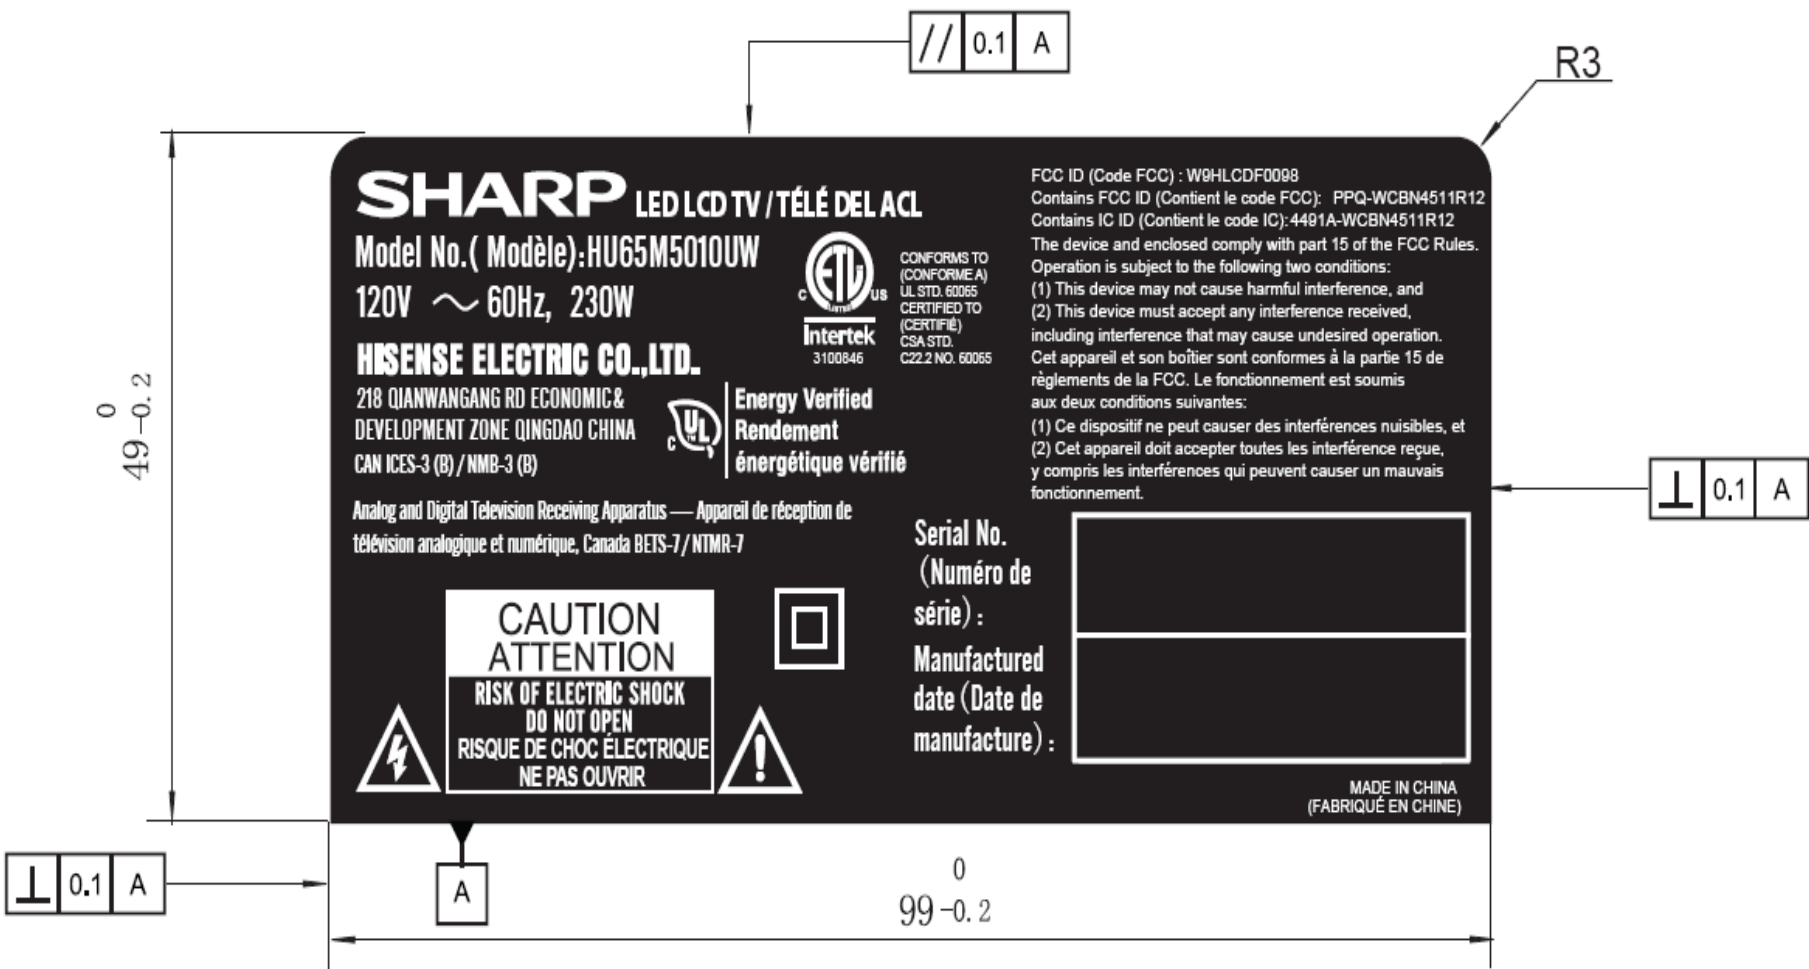 // 0.1 A
R3
SHARP LED LCD TV / TÉLÉ DEL ACL
Model No.( Modèle):HU65M5010UW
120V ~ 60Hz, 230W
HISENSE ELECTRIC CO.,LTD.
218 QIANWANGANG RD ECONOMIC &
DEVELOPMENT ZONE QINGDAO CHINA
CAN ICES-3 (B) / NMB-3 (B)
ETL
LISTED
C US
Intertek
3100846
CONFORMS TO
(CONFORME A)
UL STD. 60065
CERTIFIED TO
(CERTIFIÉ)
CSA STD.
C22.2 NO. 60065
C UL
TM
Energy Verified
Rendement
énergétique vérifié
Analog and Digital Television Receiving Apparatus — Appareil de réception de
télévision analogique et numérique, Canada BETS-7 / NTMR-7
FCC ID (Code FCC) : W9HLCDF0098
Contains FCC ID (Contient le code FCC): PPQ-WCBN4511R12
Contains IC ID (Contient le code IC): 4491A-WCBN4511R12
The device and enclosed comply with part 15 of the FCC Rules.
Operation is subject to the following two conditions:
(1) This device may not cause harmful interference, and
(2) This device must accept any interference received,
including interference that may cause undesired operation.
Cet appareil et son boîtier sont conformes à la partie 15 de
règlements de la FCC. Le fonctionnement est soumis
aux deux conditions suivantes:
(1) Ce dispositif ne peut causer des interférences nuisibles, et
(2) Cet appareil doit accepter toutes les interférence reçue,
y compris les interférences qui peuvent causer un mauvais
fonctionnement.
Serial No.
(Numéro de
série) :
Manufactured
date (Date de
manufacture) :
CAUTION
ATTENTION
RISK OF ELECTRIC SHOCK
DO NOT OPEN
RISQUE DE CHOC ÉLECTRIQUE
NE PAS OUVRIR
!
MADE IN CHINA
(FABRIQUÉ EN CHINE)
0
49-0.2
⊥ 0.1 A
⊥ 0.1 A
A
0
99-0.2